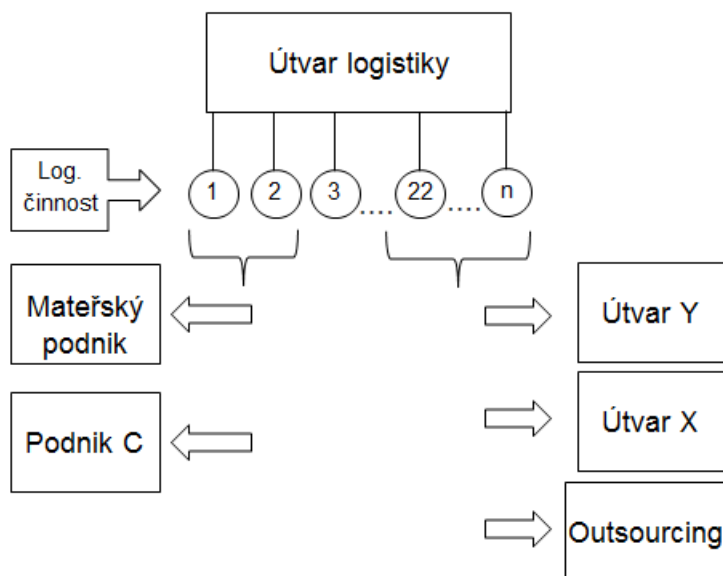 Útvar logistiky
Log.
činnost
1 2 3 .... 22 .... n
Mateřský
podnik
Útvar Y
Podnik C
Útvar X
Outsourcing